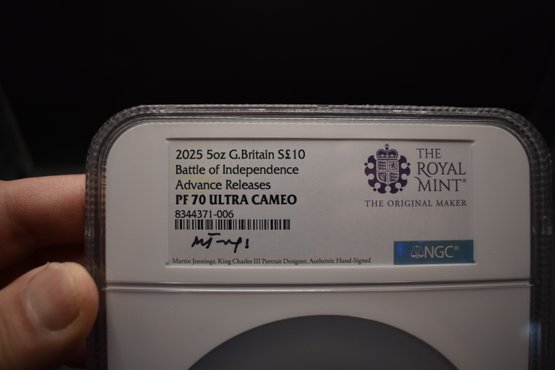 2025 5oz G.Britain S£10
Battle of Independence
Advance Releases
PF 70 ULTRA CAMEO
8344371-006
Martin Jennings, King Charles III Portrait Designer, Authentic Hand-Signed
THE
ROYAL
MINT®
THE ORIGINAL MAKER
NGC®